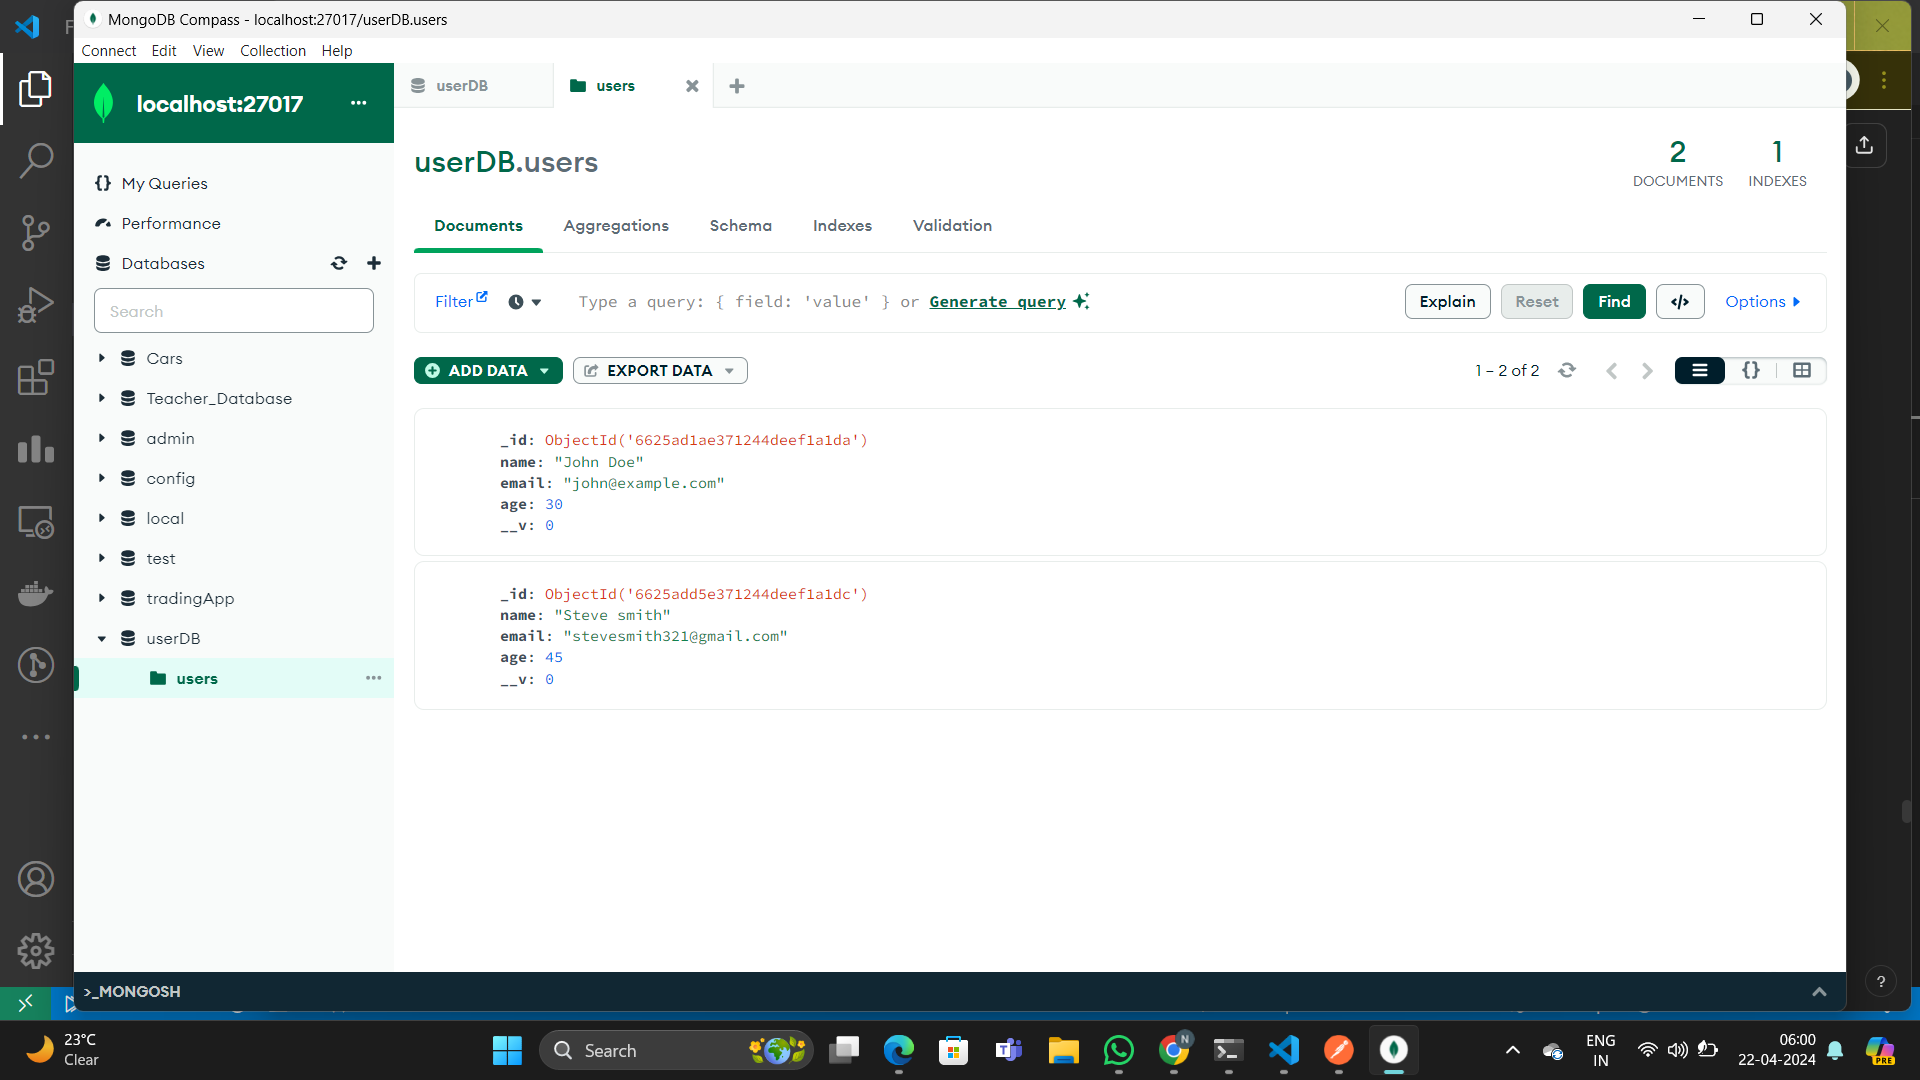 MongoDB Compass - localhost:27017/userDB.users
F
Connect Edit View Collection Help
localhost:27017 ...
userDB
users
My Queries
Performance
Databases
Search
Cars
Teacher_Database
admin
config
local
test
tradingApp
userDB
users
userDB.users
2
DOCUMENTS
1
INDEXES
Documents Aggregations Schema Indexes Validation
Filter Type a query: { field: 'value' } or Generate query Explain Reset Find </> Options
ADD DATA EXPORT DATA 1 – 2 of 2 {}
_id: ObjectId('6625ad1ae371244deef1a1da')
name: "John Doe"
email: "john@example.com"
age: 30
__v: 0
_id: ObjectId('6625add5e371244deef1a1dc')
name: "Steve smith"
email: "stevesmith321@gmail.com"
age: 45
__v: 0
>_MONGOSH
?
23°C
Clear
Search
N
ENG
IN
06:00
22-04-2024
PRE